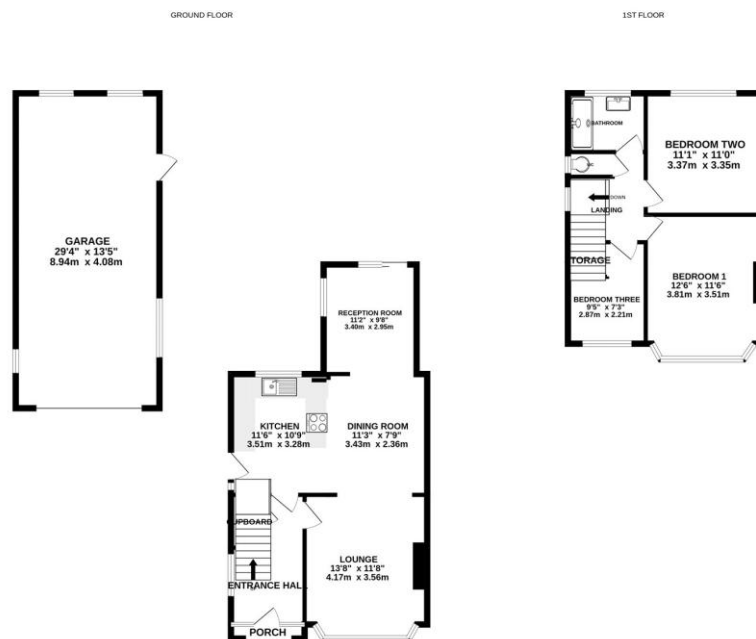 GROUND FLOOR
GARAGE
29'4" x 13'5"
8.94m x 4.08m
RECEPTION ROOM
11'2" x 9'8"
3.40m x 2.95m
KITCHEN
11'6" x 10'9"
3.51m x 3.28m
DINING ROOM
11'3" x 7'9"
3.43m x 2.36m
UPBOARD
LOUNGE
13'8" x 11'8"
4.17m x 3.56m
ENTRANCE HALL
PORCH
1ST FLOOR
BATHROOM
BEDROOM TWO
11'1" x 11'0"
3.37m x 3.35m
WC
DOWN
LANDING
TORAGE
BEDROOM 1
12'6" x 11'6"
3.81m x 3.51m
BEDROOM THREE
9'5" x 7'3"
2.87m x 2.21m